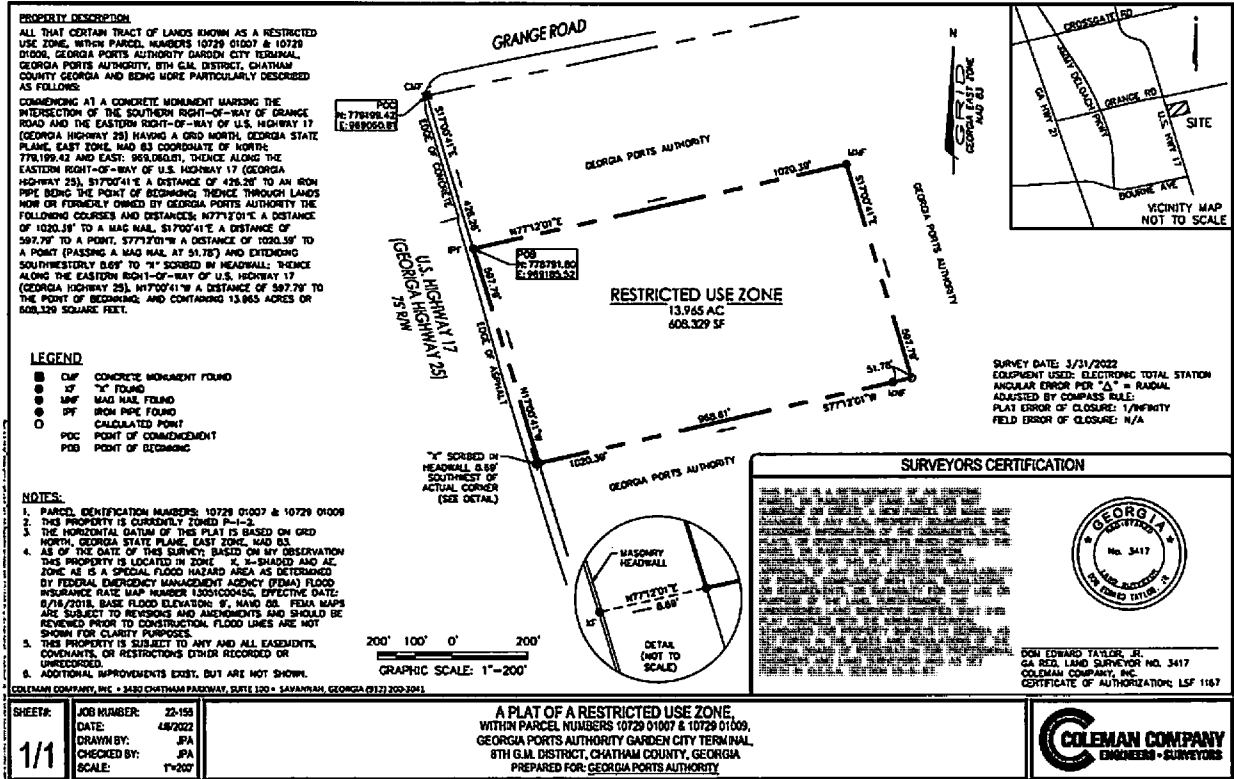 PROPERTY DESCRIPTION
ALL THAT CERTAIN TRACT OF LANDS KNOWN AS A RESTRICTED
USE ZONE, WITHIN PARCEL NUMBERS 10729 01007 & 10729
01009, GEORGIA PORTS AUTHORITY GARDEN CITY TERMINAL,
GEORGIA PORTS AUTHORITY, 8TH G.M. DISTRICT, CHATHAM
COUNTY GEORGIA AND BEING MORE PARTICULARLY DESCRIBED
AS FOLLOWS:
COMMENCING AT A CONCRETE MONUMENT MARKING THE
INTERSECTION OF THE SOUTHERN RIGHT-OF-WAY OF GRANGE
ROAD AND THE EASTERN RIGHT-OF-WAY OF U.S. HIGHWAY 17
(GEORGIA HIGHWAY 25) HAVING A GRID NORTH, GEORGIA STATE
PLANE, EAST ZONE, NAD 83 COORDINATE OF NORTH:
779,199.42 AND EAST: 969,060.81, THENCE ALONG THE
EASTERN RIGHT-OF-WAY OF U.S. HIGHWAY 17 (GEORGIA
HIGHWAY 25), S17°00'41"E A DISTANCE OF 426.26' TO AN IRON
PIPE BEING THE POINT OF BEGINNING; THENCE THROUGH LANDS
NOW OR FORMERLY OWNED BY GEORGIA PORTS AUTHORITY THE
FOLLOWING COURSES AND DISTANCES; N77°12'01"E A DISTANCE
OF 1020.39' TO A MAG NAIL, S17°00'41"E A DISTANCE OF
597.79' TO A POINT, S77°12'01"W A DISTANCE OF 1020.39' TO
A POINT (PASSING A MAG NAIL AT 51.78') AND EXTENDING
SOUTHWESTERLY 8.69' TO "X" SCRIBED IN HEADWALL; THENCE
ALONG THE EASTERN RIGHT-OF-WAY OF U.S. HIGHWAY 17
(GEORGIA HIGHWAY 25), N17°00'41"W A DISTANCE OF 597.79' TO
THE POINT OF BEGINNING; AND CONTAINING 13.965 ACRES OR
608,329 SQUARE FEET.
LEGEND
CMF CONCRETE MONUMENT FOUND
XF "X" FOUND
MNF MAG NAIL FOUND
IPF IRON PIPE FOUND
CALCULATED POINT
POC POINT OF COMMENCEMENT
POB POINT OF BEGINNING
NOTES:
1. PARCEL IDENTIFICATION NUMBERS: 10729 01007 & 10729 01009
2. THIS PROPERTY IS CURRENTLY ZONED P-I-2.
3. THE HORIZONTAL DATUM OF THIS PLAT IS BASED ON GRID
NORTH, GEORGIA STATE PLANE, EAST ZONE, NAD 83.
4. AS OF THE DATE OF THIS SURVEY; BASED ON MY OBSERVATION
THIS PROPERTY IS LOCATED IN ZONE X, X-SHADED AND AE,
ZONE AE IS A SPECIAL FLOOD HAZARD AREA AS DETERMINED
BY FEDERAL EMERGENCY MANAGEMENT AGENCY (FEMA) FLOOD
INSURANCE RATE MAP NUMBER 13051C0045G, EFFECTIVE DATE:
8/16/2018, BASE FLOOD ELEVATION: 9', NAVD 88. FEMA MAPS
ARE SUBJECT TO REVISIONS AND AMENDMENTS AND SHOULD BE
REVIEWED PRIOR TO CONSTRUCTION. FLOOD LINES ARE NOT
SHOWN FOR CLARITY PURPOSES.
5. THIS PROPERTY IS SUBJECT TO ANY AND ALL EASEMENTS,
COVENANTS, OR RESTRICTIONS EITHER RECORDED OR
UNRECORDED.
6. ADDITIONAL IMPROVEMENTS EXIST, BUT ARE NOT SHOWN.
COLEMAN COMPANY, INC. • 3480 CHATHAM PARKWAY, SUITE 100 • SAVANNAH, GEORGIA (912) 200-3041
GRANGE ROAD
CMF
POC
N: 779199.42
E: 969060.81
S17°00'41"E
426.26'
EDGE OF CONCRETE
GEORGIA PORTS AUTHORITY
1020.39'
MNF
N77°12'01"E
S17°00'41"E
GEORGIA PORTS AUTHORITY
IPF
POB
N: 778791.80
E: 969185.52
597.79'
U.S. HIGHWAY 17
(GEORIGA HIGHWAY 25)
75' R/W
RESTRICTED USE ZONE
13.965 AC
608.329 SF
EDGE OF ASPHALT
N17°00'41"W
597.79'
51.78'
MNF
S77°12'01"W
968.61'
1020.39'
"X" SCRIBED IN
HEADWALL 8.69'
SOUTHWEST OF
ACTUAL CORNER
(SEE DETAIL)
GEORGIA PORTS AUTHORITY
MASONRY
HEADWALL
N77°12'01"E
8.69'
XF
DETAIL
(NOT TO
SCALE)
200' 100' 0' 200'
GRAPHIC SCALE: 1"=200'
N
GRID
GEORGIA EAST ZONE
NAD 83
CROSSGATE RD
JIMMY DELOACH PKWY
GRANGE RD
GA HWY 21
SITE
U.S. HWY 17
BOURNE AVE
VICINITY MAP
NOT TO SCALE
SURVEY DATE: 3/31/2022
EQUIPMENT USED: ELECTRONIC TOTAL STATION
ANGULAR ERROR PER "Δ" = RADIAL
ADJUSTED BY COMPASS RULE:
PLAT ERROR OF CLOSURE: 1/INFINITY
FIELD ERROR OF CLOSURE: N/A
SURVEYORS CERTIFICATION
GEORGIA
REGISTERED
No. 3417
LAND SURVEYOR
DON EDWARD TAYLOR, JR.
DON EDWARD TAYLOR, JR.
GA REG. LAND SURVEYOR NO. 3417
COLEMAN COMPANY, INC.
CERTIFICATE OF AUTHORIZATION; LSF 1167
SHEET#:
1/1
JOB NUMBER: 22-155
DATE: 4/8/2022
DRAWN BY: JPA
CHECKED BY: JPA
SCALE: 1"=200'
A PLAT OF A RESTRICTED USE ZONE,
WITHIN PARCEL NUMBERS 10729 01007 & 10729 01009,
GEORGIA PORTS AUTHORITY GARDEN CITY TERMINAL,
8TH G.M. DISTRICT, CHATHAM COUNTY, GEORGIA
PREPARED FOR: GEORGIA PORTS AUTHORITY
COLEMAN COMPANY
ENGINEERS • SURVEYORS